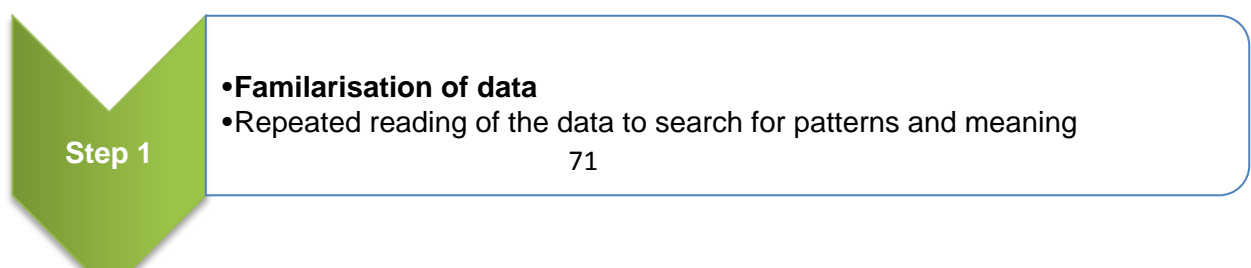 Step 1
•Familarisation of data
•Repeated reading of the data to search for patterns and meaning
71